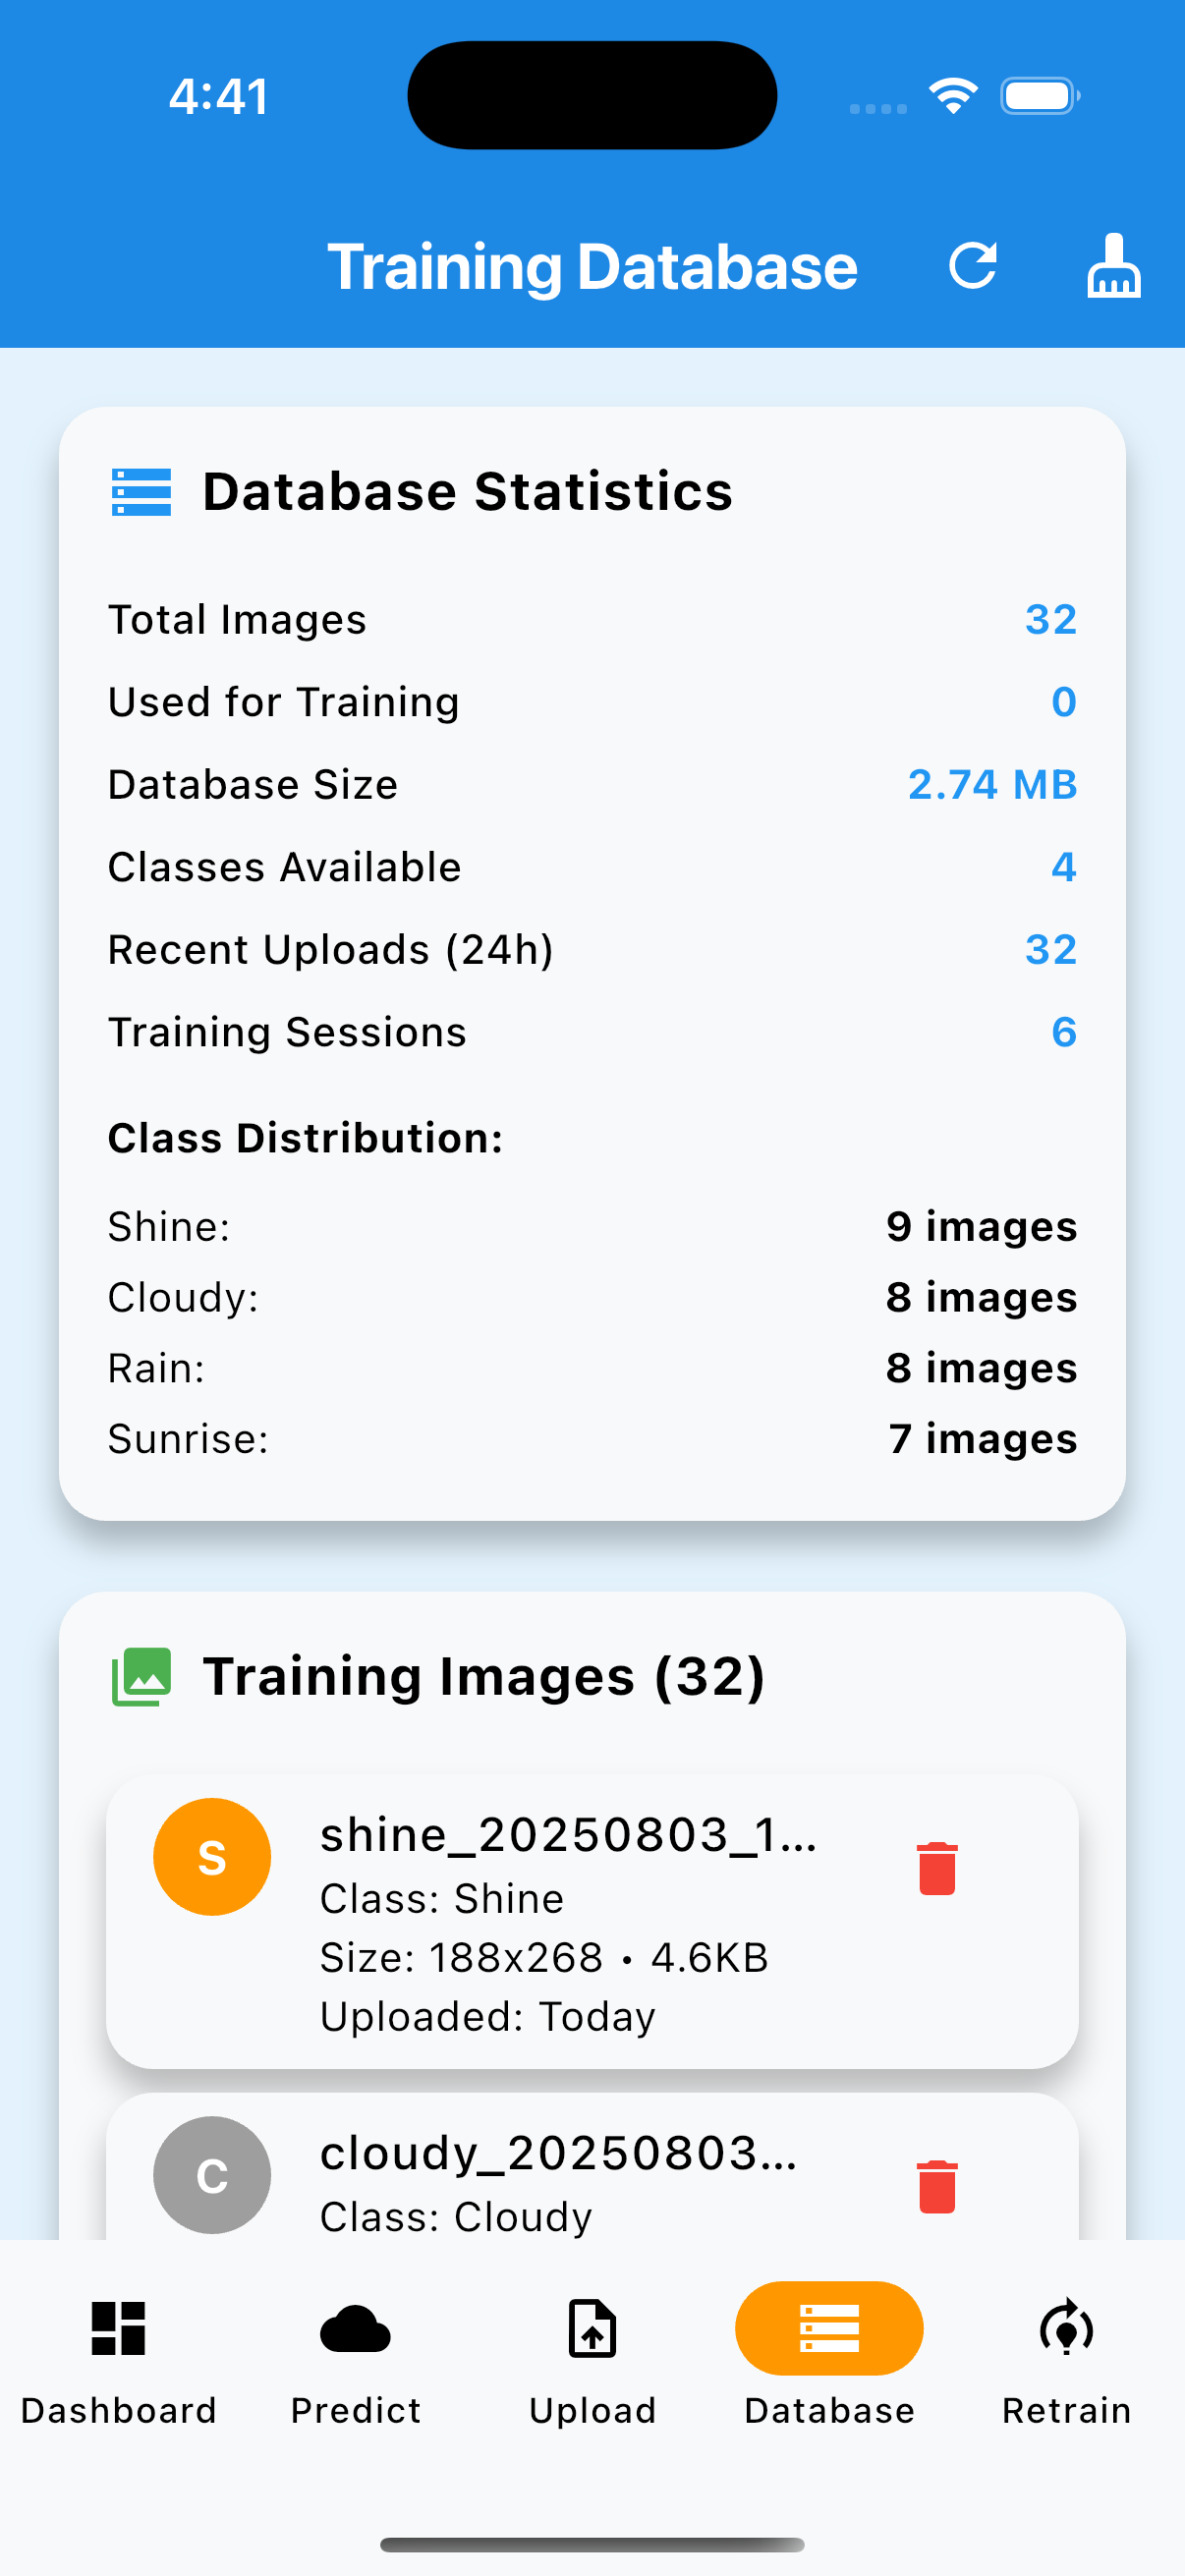 4:41
Training Database
Database Statistics
Total Images 32
Used for Training 0
Database Size 2.74 MB
Classes Available 4
Recent Uploads (24h) 32
Training Sessions 6
Class Distribution:
Shine: 9 images
Cloudy: 8 images
Rain: 8 images
Sunrise: 7 images
Training Images (32)
S
shine_20250803_1...
Class: Shine
Size: 188x268 • 4.6KB
Uploaded: Today
C
cloudy_20250803...
Class: Cloudy
Dashboard Predict Upload Database Retrain